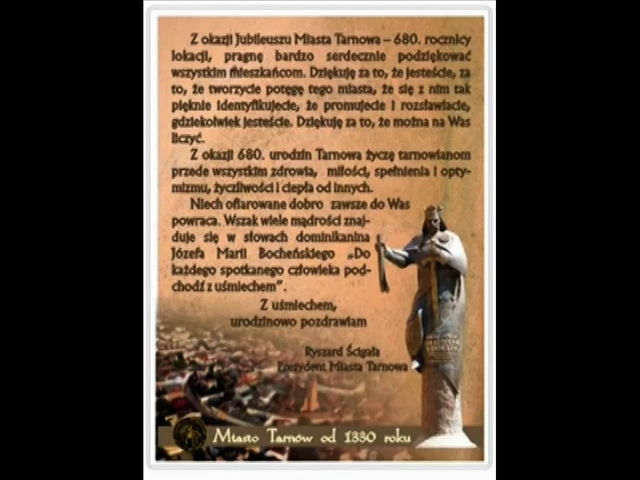 Z okazji Jubileuszu Miasta Tarnowa – 680. rocznicy
lokacji, pragnę bardzo serdecznie podziękować
wszystkim mieszkańcom. Dziękuję za to, że jesteście, za
to, że tworzycie potęgę tego miasta, że się z nim tak
pięknie identyfikujecie, że promujecie i rozsławiacie,
gdziekolwiek jesteście. Dziękuję za to, że można na Was
liczyć.
Z okazji 680. urodzin Tarnowa życzę tarnowianom
przede wszystkim zdrowia, miłości, spełnienia i opty-
mizmu, życzliwości i ciepła od innych.
Niech ofiarowane dobro zawsze do Was
powraca. Wszak wiele mądrości znaj-
duje się w słowach dominikanina
Józefa Marii Bocheńskiego „Do
każdego spotkanego człowieka pod-
chodź z uśmiechem”.
Z uśmiechem,
urodzinowo pozdrawiam
Ryszard Ścigała
Prezydent Miasta Tarnowa
Miasto Tarnów od 1330 roku